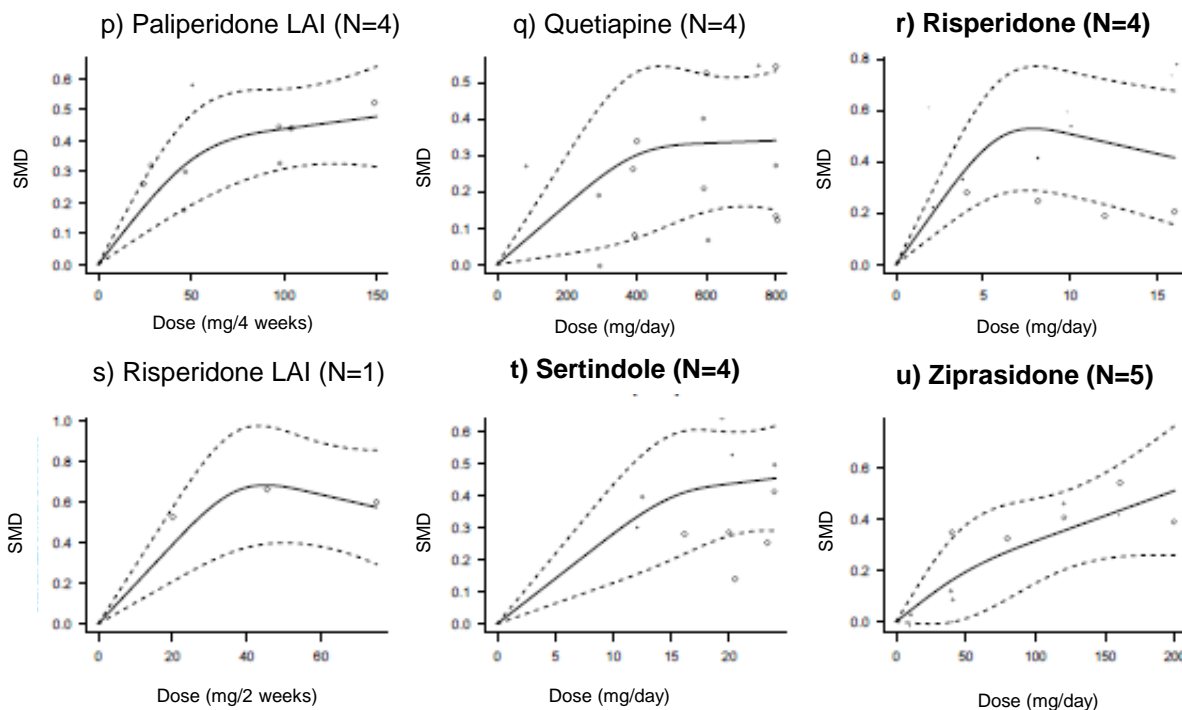 p) Paliperidone LAI (N=4)
q) Quetiapine (N=4)
r) Risperidone (N=4)
SMD
0.6
0.5
0.4
0.3
0.2
0.1
0.0
0 50 100 150
Dose (mg/4 weeks)
SMD
0.5
0.4
0.3
0.2
0.1
0.0
0 200 400 600 800
Dose (mg/day)
SMD
0.8
0.6
0.4
0.2
0.0
0 5 10 15
Dose (mg/day)
s) Risperidone LAI (N=1)
t) Sertindole (N=4)
u) Ziprasidone (N=5)
SMD
1.0
0.8
0.6
0.4
0.2
0.0
0 20 40 60
Dose (mg/2 weeks)
SMD
0.6
0.5
0.4
0.3
0.2
0.1
0.0
0 5 10 15 20
Dose (mg/day)
SMD
0.8
0.6
0.4
0.2
0.0
0 50 100 150 200
Dose (mg/day)